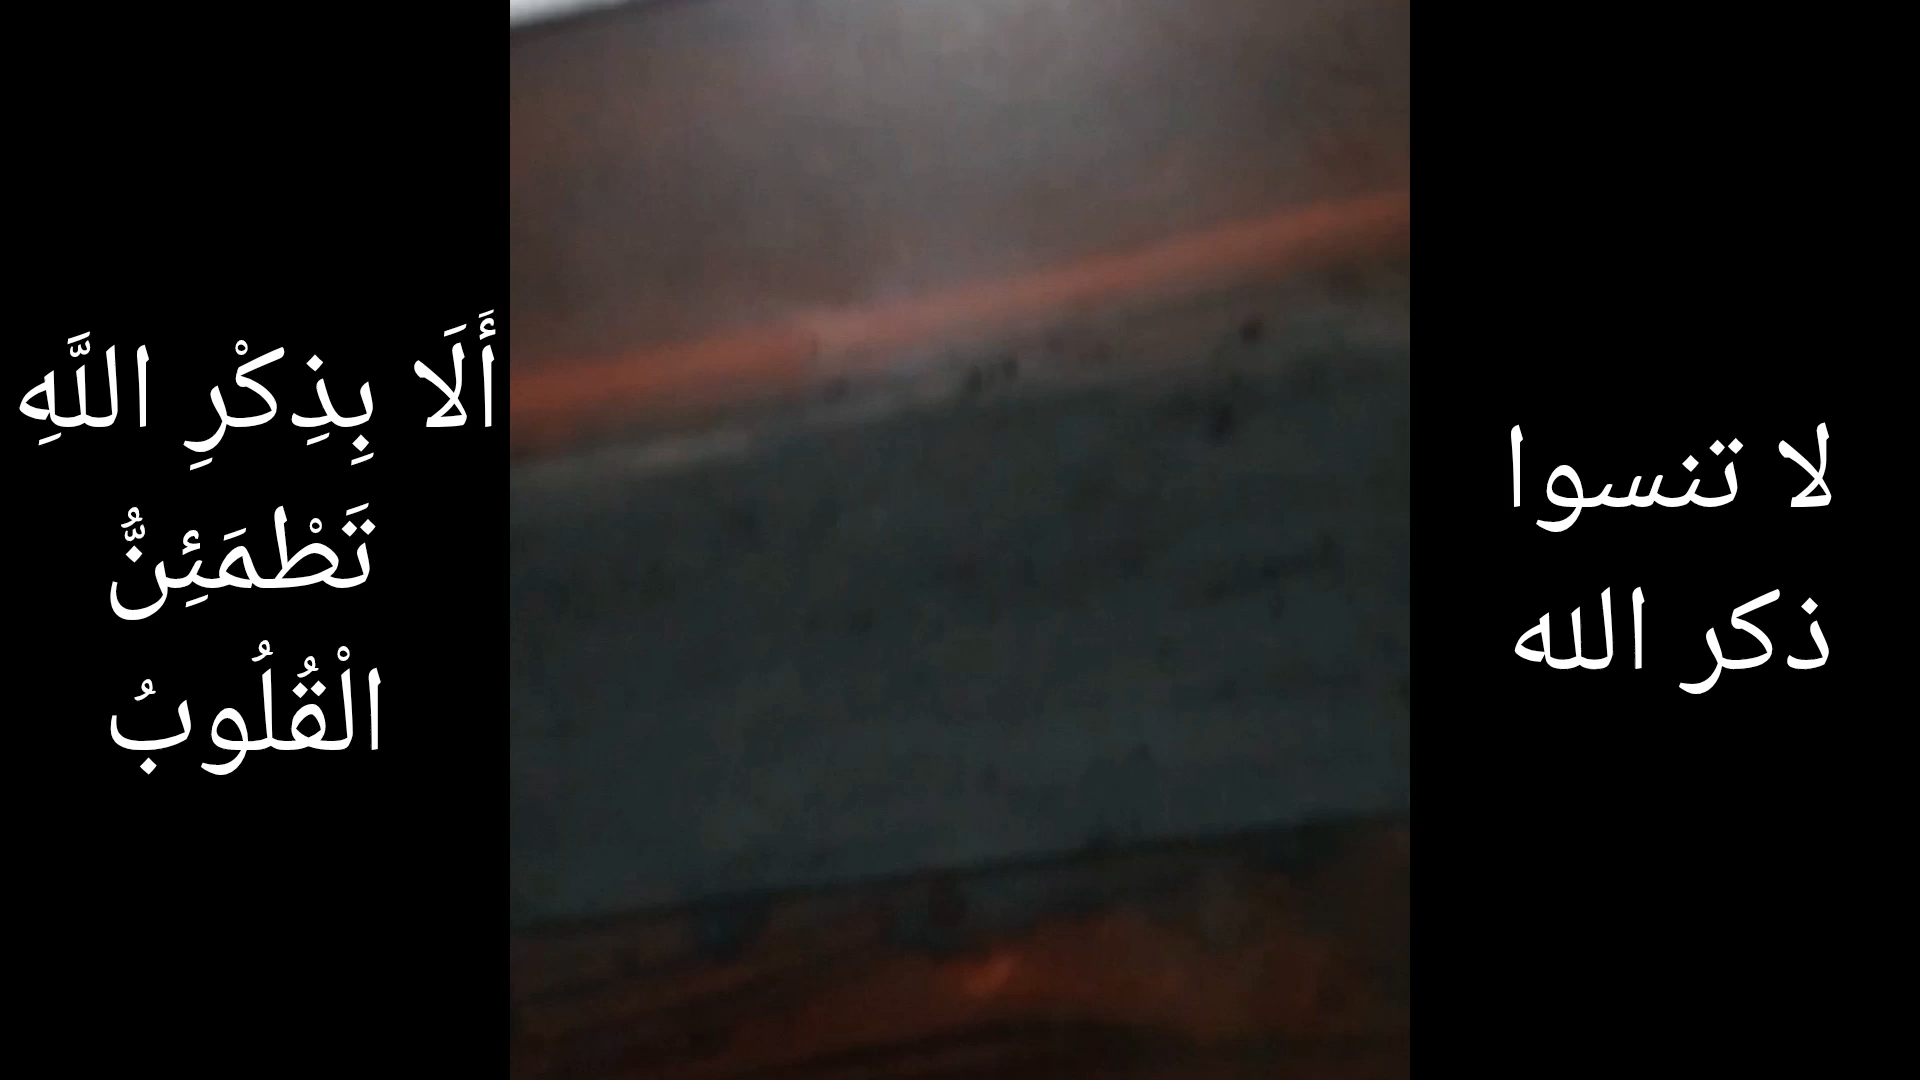 أَلَا بِذِكْرِ اللَّهِ
تَطْمَئِنُّ
الْقُلُوبُ
لا تنسوا
ذكر الله